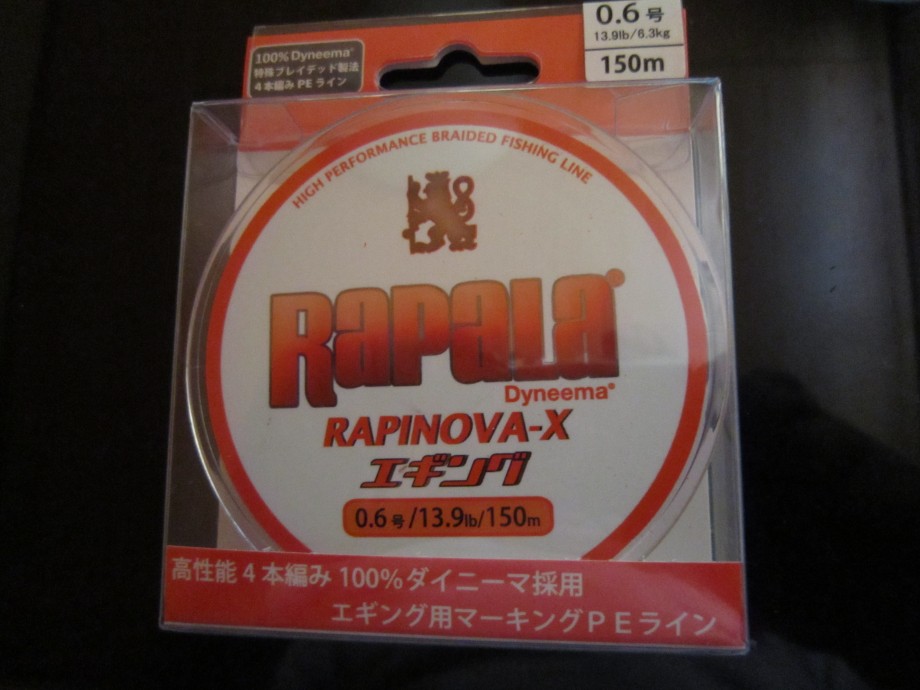 0.6号
13.9lb/6.3kg
150m
100% Dyneema®
特殊ブレイデッド製法
4本編みPEライン
HIGH PERFORMANCE BRAIDED FISHING LINE
Rapala®
Dyneema®
RAPINOVA-X
エギング
0.6号/13.9lb/150m
高性能4本編み100%ダイニーマ採用
エギング用マーキングPEライン